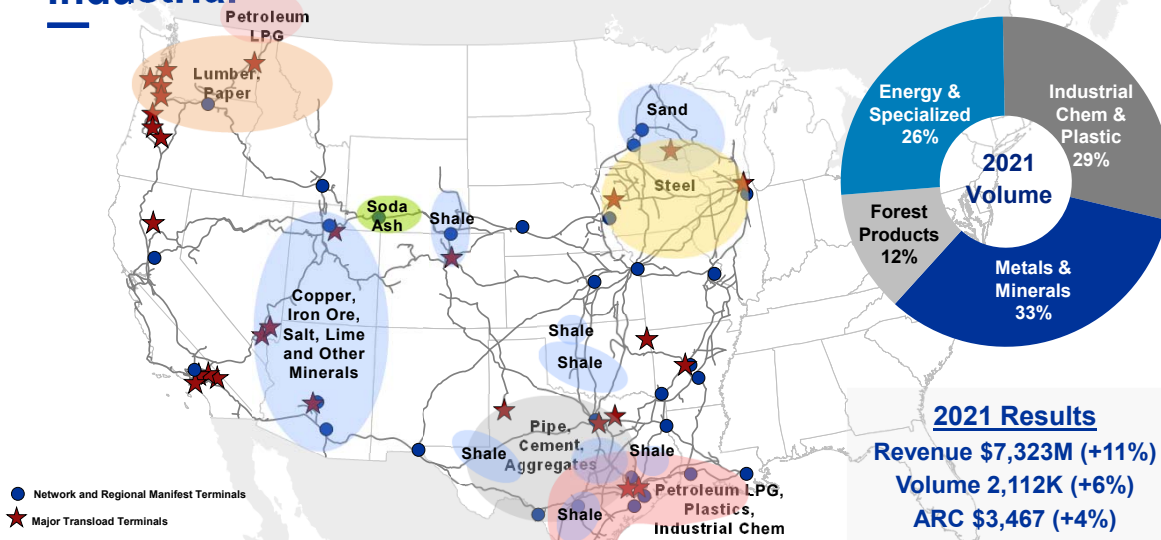 Industrial
Petroleum
LPG
Lumber,
Paper
Sand
Steel
Soda
Ash
Shale
Copper,
Iron Ore,
Salt, Lime
and Other
Minerals
Shale
Shale
Pipe,
Cement,
Aggregates
Shale
Shale
Petroleum LPG,
Plastics,
Industrial Chem
Shale
Network and Regional Manifest Terminals
Major Transload Terminals
Energy &
Specialized
26%
Industrial
Chem &
Plastic
29%
2021
Volume
Forest
Products
12%
Metals &
Minerals
33%
2021 Results
Revenue $7,323M (+11%)
Volume 2,112K (+6%)
ARC $3,467 (+4%)